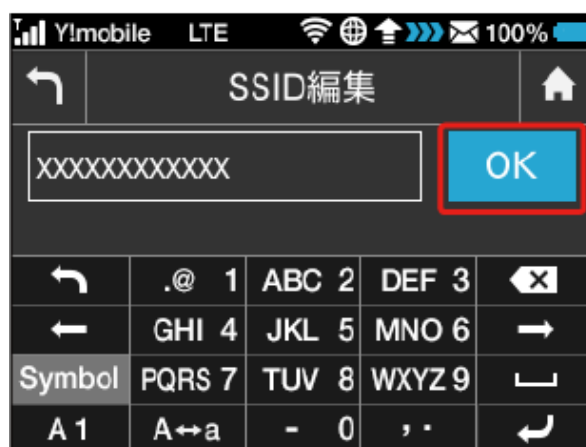 Y!mobile LTE 100%
SSID編集
XXXXXXXXXXXX OK
.@ 1 ABC 2 DEF 3
GHI 4 JKL 5 MNO 6
Symbol PQRS 7 TUV 8 WXYZ 9
A 1 A↔a - 0 , .